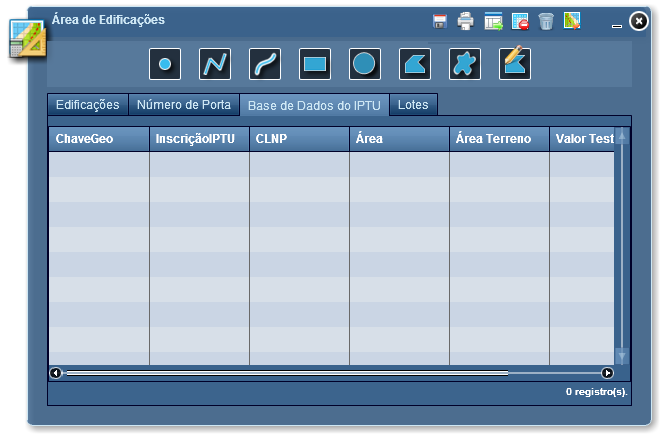 Área de Edificações
Edificações Número de Porta Base de Dados do IPTU Lotes
ChaveGeo InscriçãoIPTU CLNP Área Área Terreno Valor Test
0 registro(s).